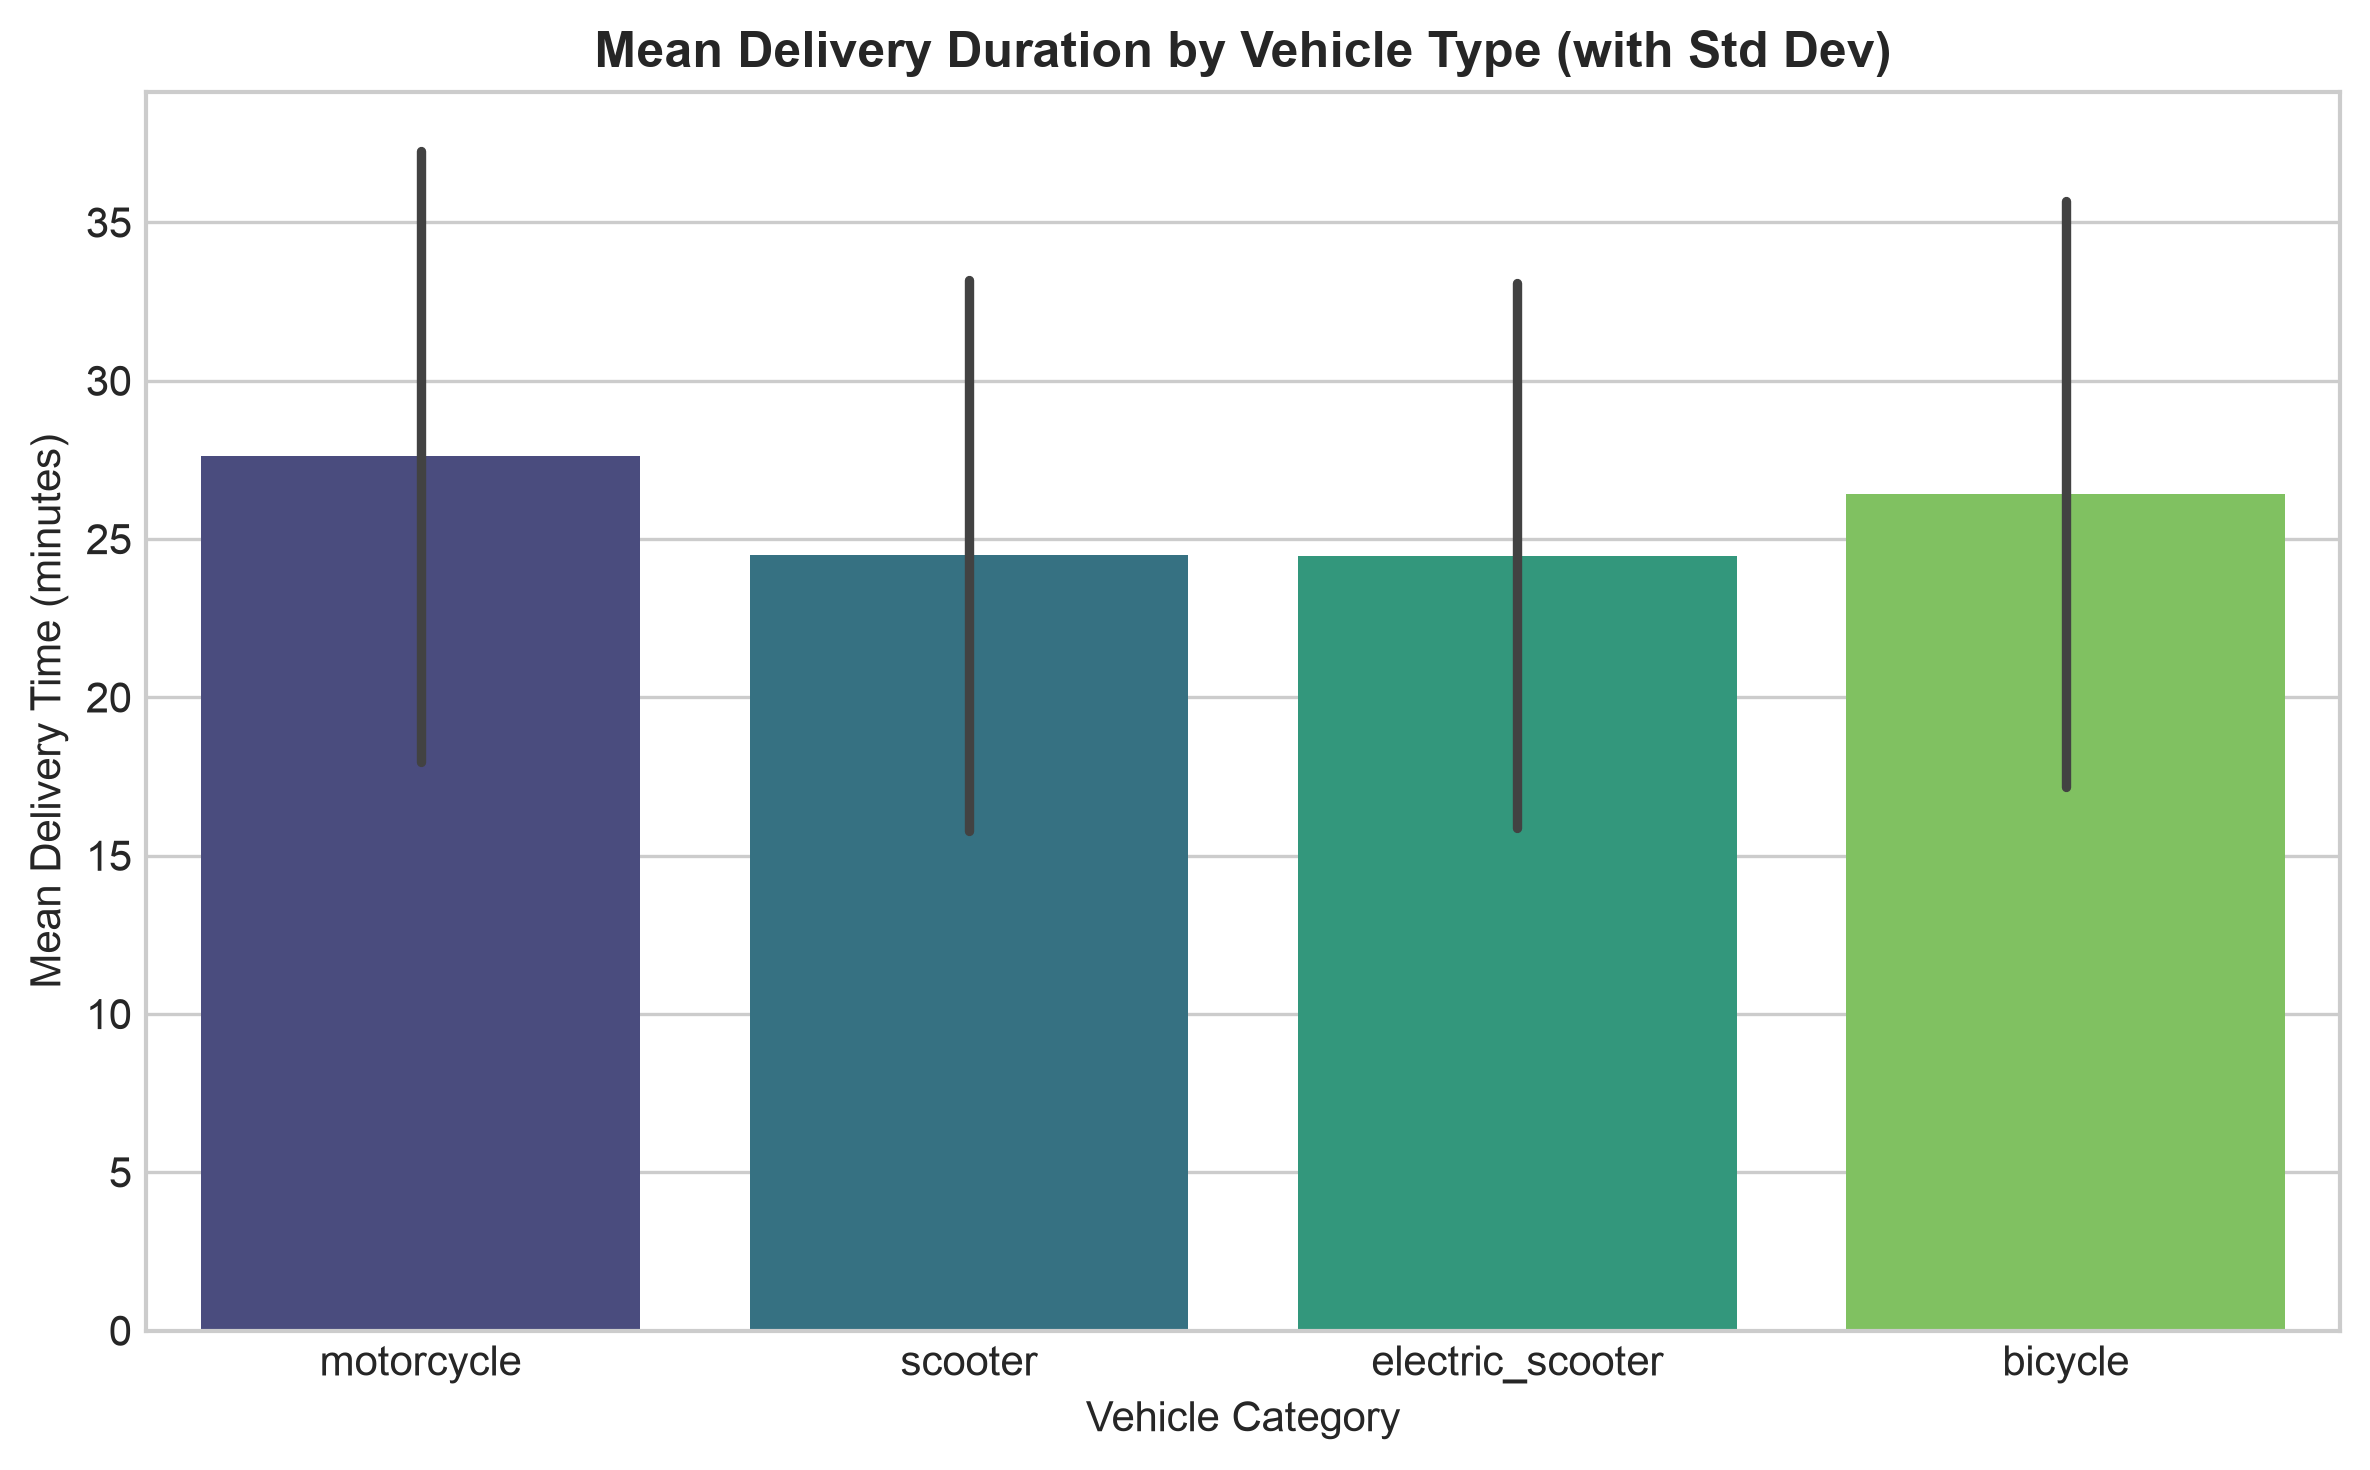 Mean Delivery Duration by Vehicle Type (with Std Dev)
Mean Delivery Time (minutes)
35
30
25
20
15
10
5
0
motorcycle scooter electric_scooter bicycle
Vehicle Category